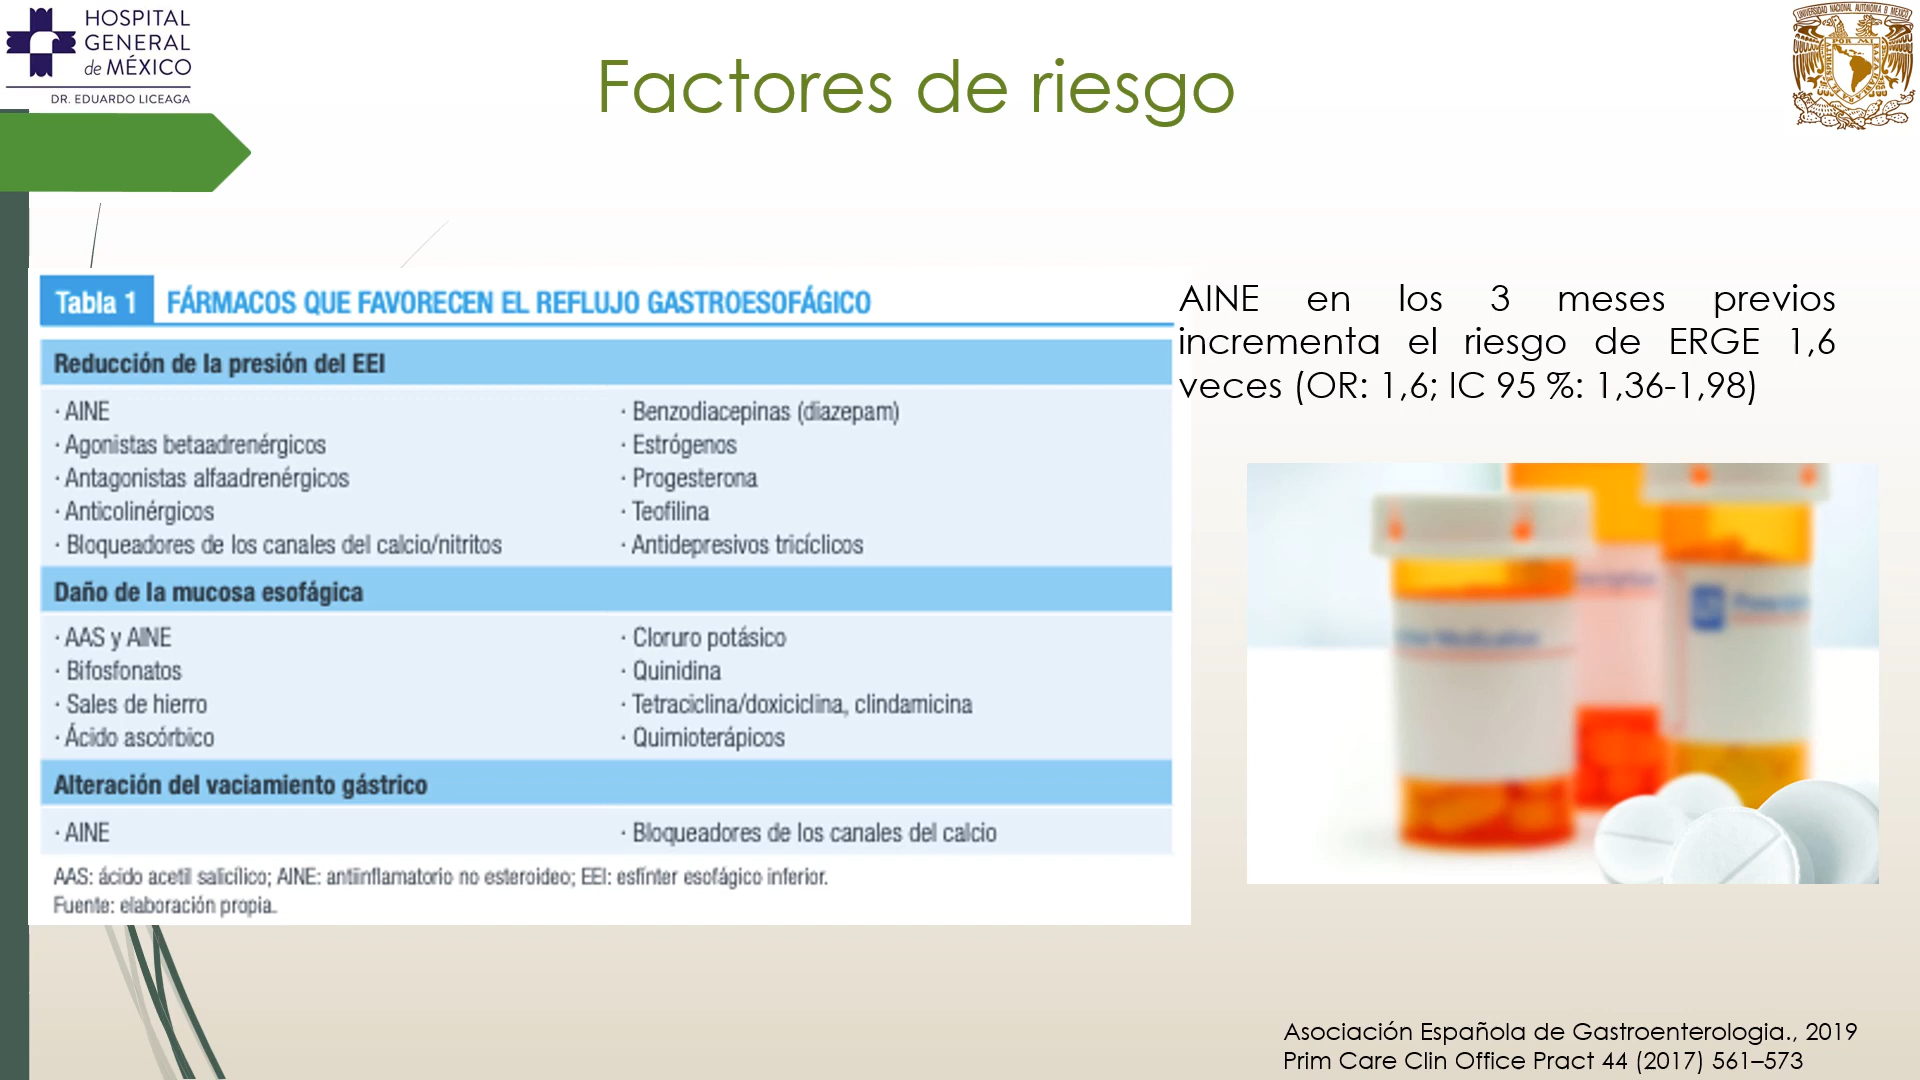 HOSPITAL
GENERAL
de MÉXICO
DR. EDUARDO LICEAGA
Factores de riesgo
Tabla 1 FÁRMACOS QUE FAVORECEN EL REFLUJO GASTROESOFÁGICO
Reducción de la presión del EEI
· AINE
· Agonistas betaadrenérgicos
· Antagonistas alfaadrenérgicos
· Anticolinérgicos
· Bloqueadores de los canales del calcio/nitritos
· Benzodiacepinas (diazepam)
· Estrógenos
· Progesterona
· Teofilina
· Antidepresivos tricíclicos
Daño de la mucosa esofágica
· AAS y AINE
· Bifosfonatos
· Sales de hierro
· Ácido ascórbico
· Cloruro potásico
· Quinidina
· Tetraciclina/doxiciclina, clindamicina
· Quimioterápicos
Alteración del vaciamiento gástrico
· AINE
· Bloqueadores de los canales del calcio
AAS: ácido acetil salicílico; AINE: antiinflamatorio no esteroideo; EEI: esfínter esofágico inferior.
Fuente: elaboración propia.
AINE en los 3 meses previos
incrementa el riesgo de ERGE 1,6
veces (OR: 1,6; IC 95 %: 1,36-1,98)
Asociación Española de Gastroenterologia., 2019
Prim Care Clin Office Pract 44 (2017) 561–573